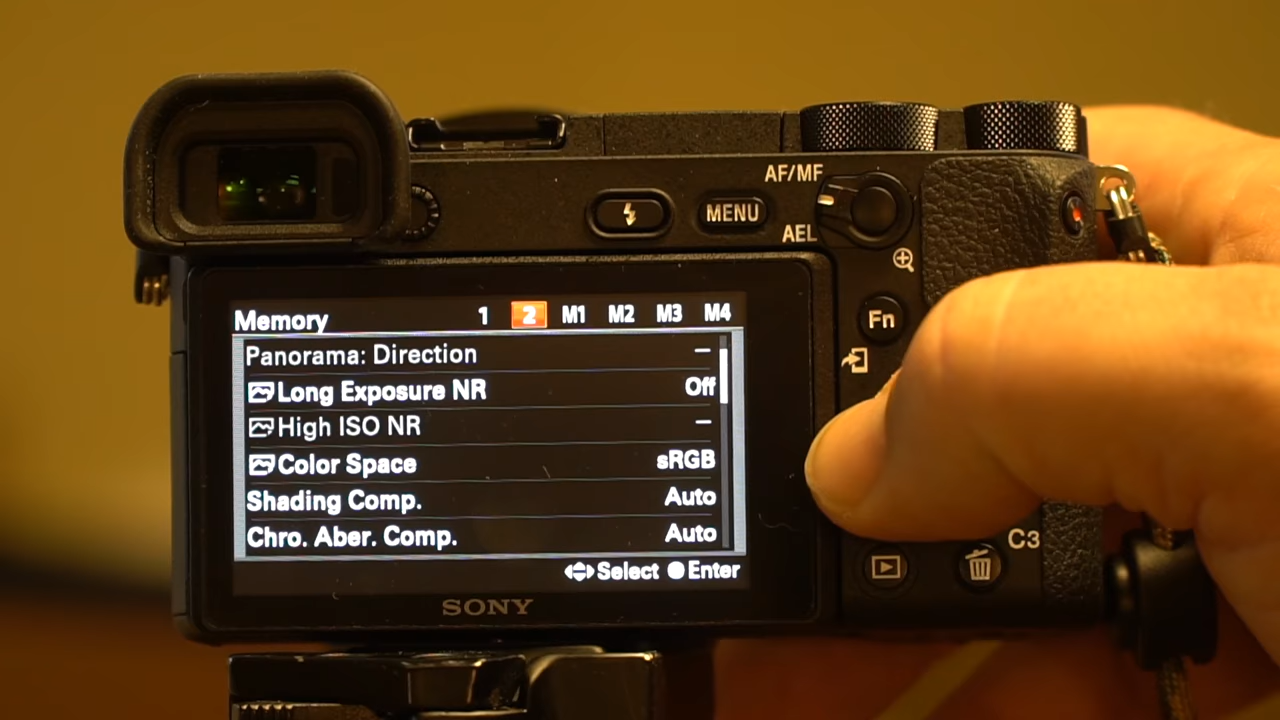 AF/MF
MENU
AEL
Fn
Memory 1 2 M1 M2 M3 M4
Panorama: Direction –
Long Exposure NR Off
High ISO NR –
Color Space sRGB
Shading Comp. Auto
Chro. Aber. Comp. Auto
Select Enter
C3
SONY